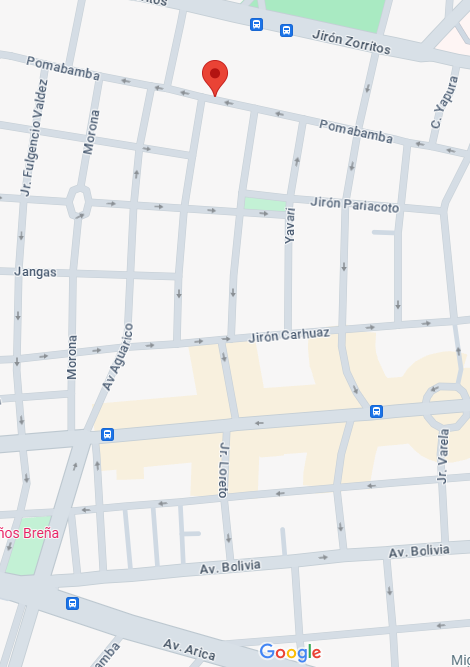 Jirón Zorritos
Pomabamba
C. Yapura
Jr. Fulgencio Valdez
Morona
Pomabamba
Jirón Pariacoto
Yavarí
Jangas
Jirón Carhuaz
Morona
Av Aguarico
Jr. Varela
Jr. Loreto
ños Breña
Av. Bolivia
Av. Bolivia
Av. Arica
Google